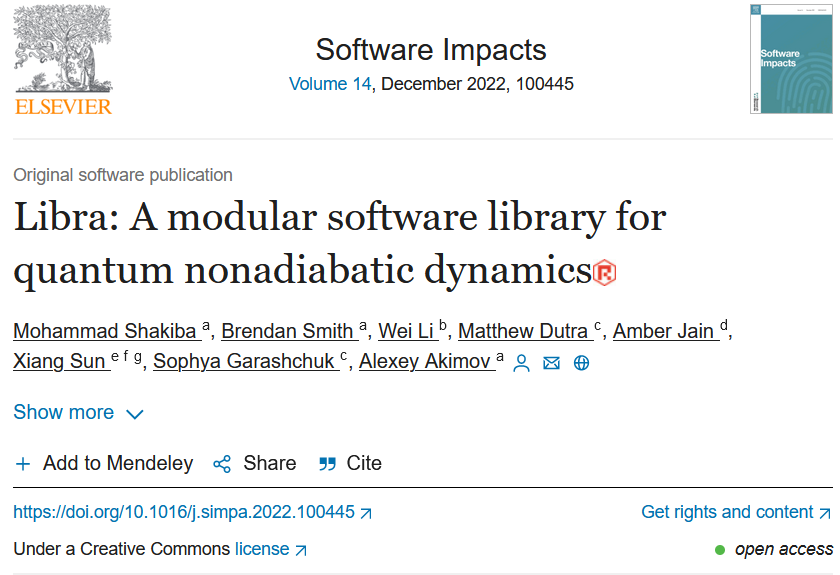 ELSEVIER
Software Impacts
Volume 14, December 2022, 100445
Software
Impacts
Original software publication
Libra: A modular software library for
quantum nonadiabatic dynamics
Mohammad Shakiba a, Brendan Smith a, Wei Li b, Matthew Dutra c, Amber Jain d,
Xiang Sun e f g, Sophya Garashchuk c, Alexey Akimov a
Show more
Add to Mendeley Share Cite
https://doi.org/10.1016/j.simpa.2022.100445
Get rights and content
Under a Creative Commons license
open access